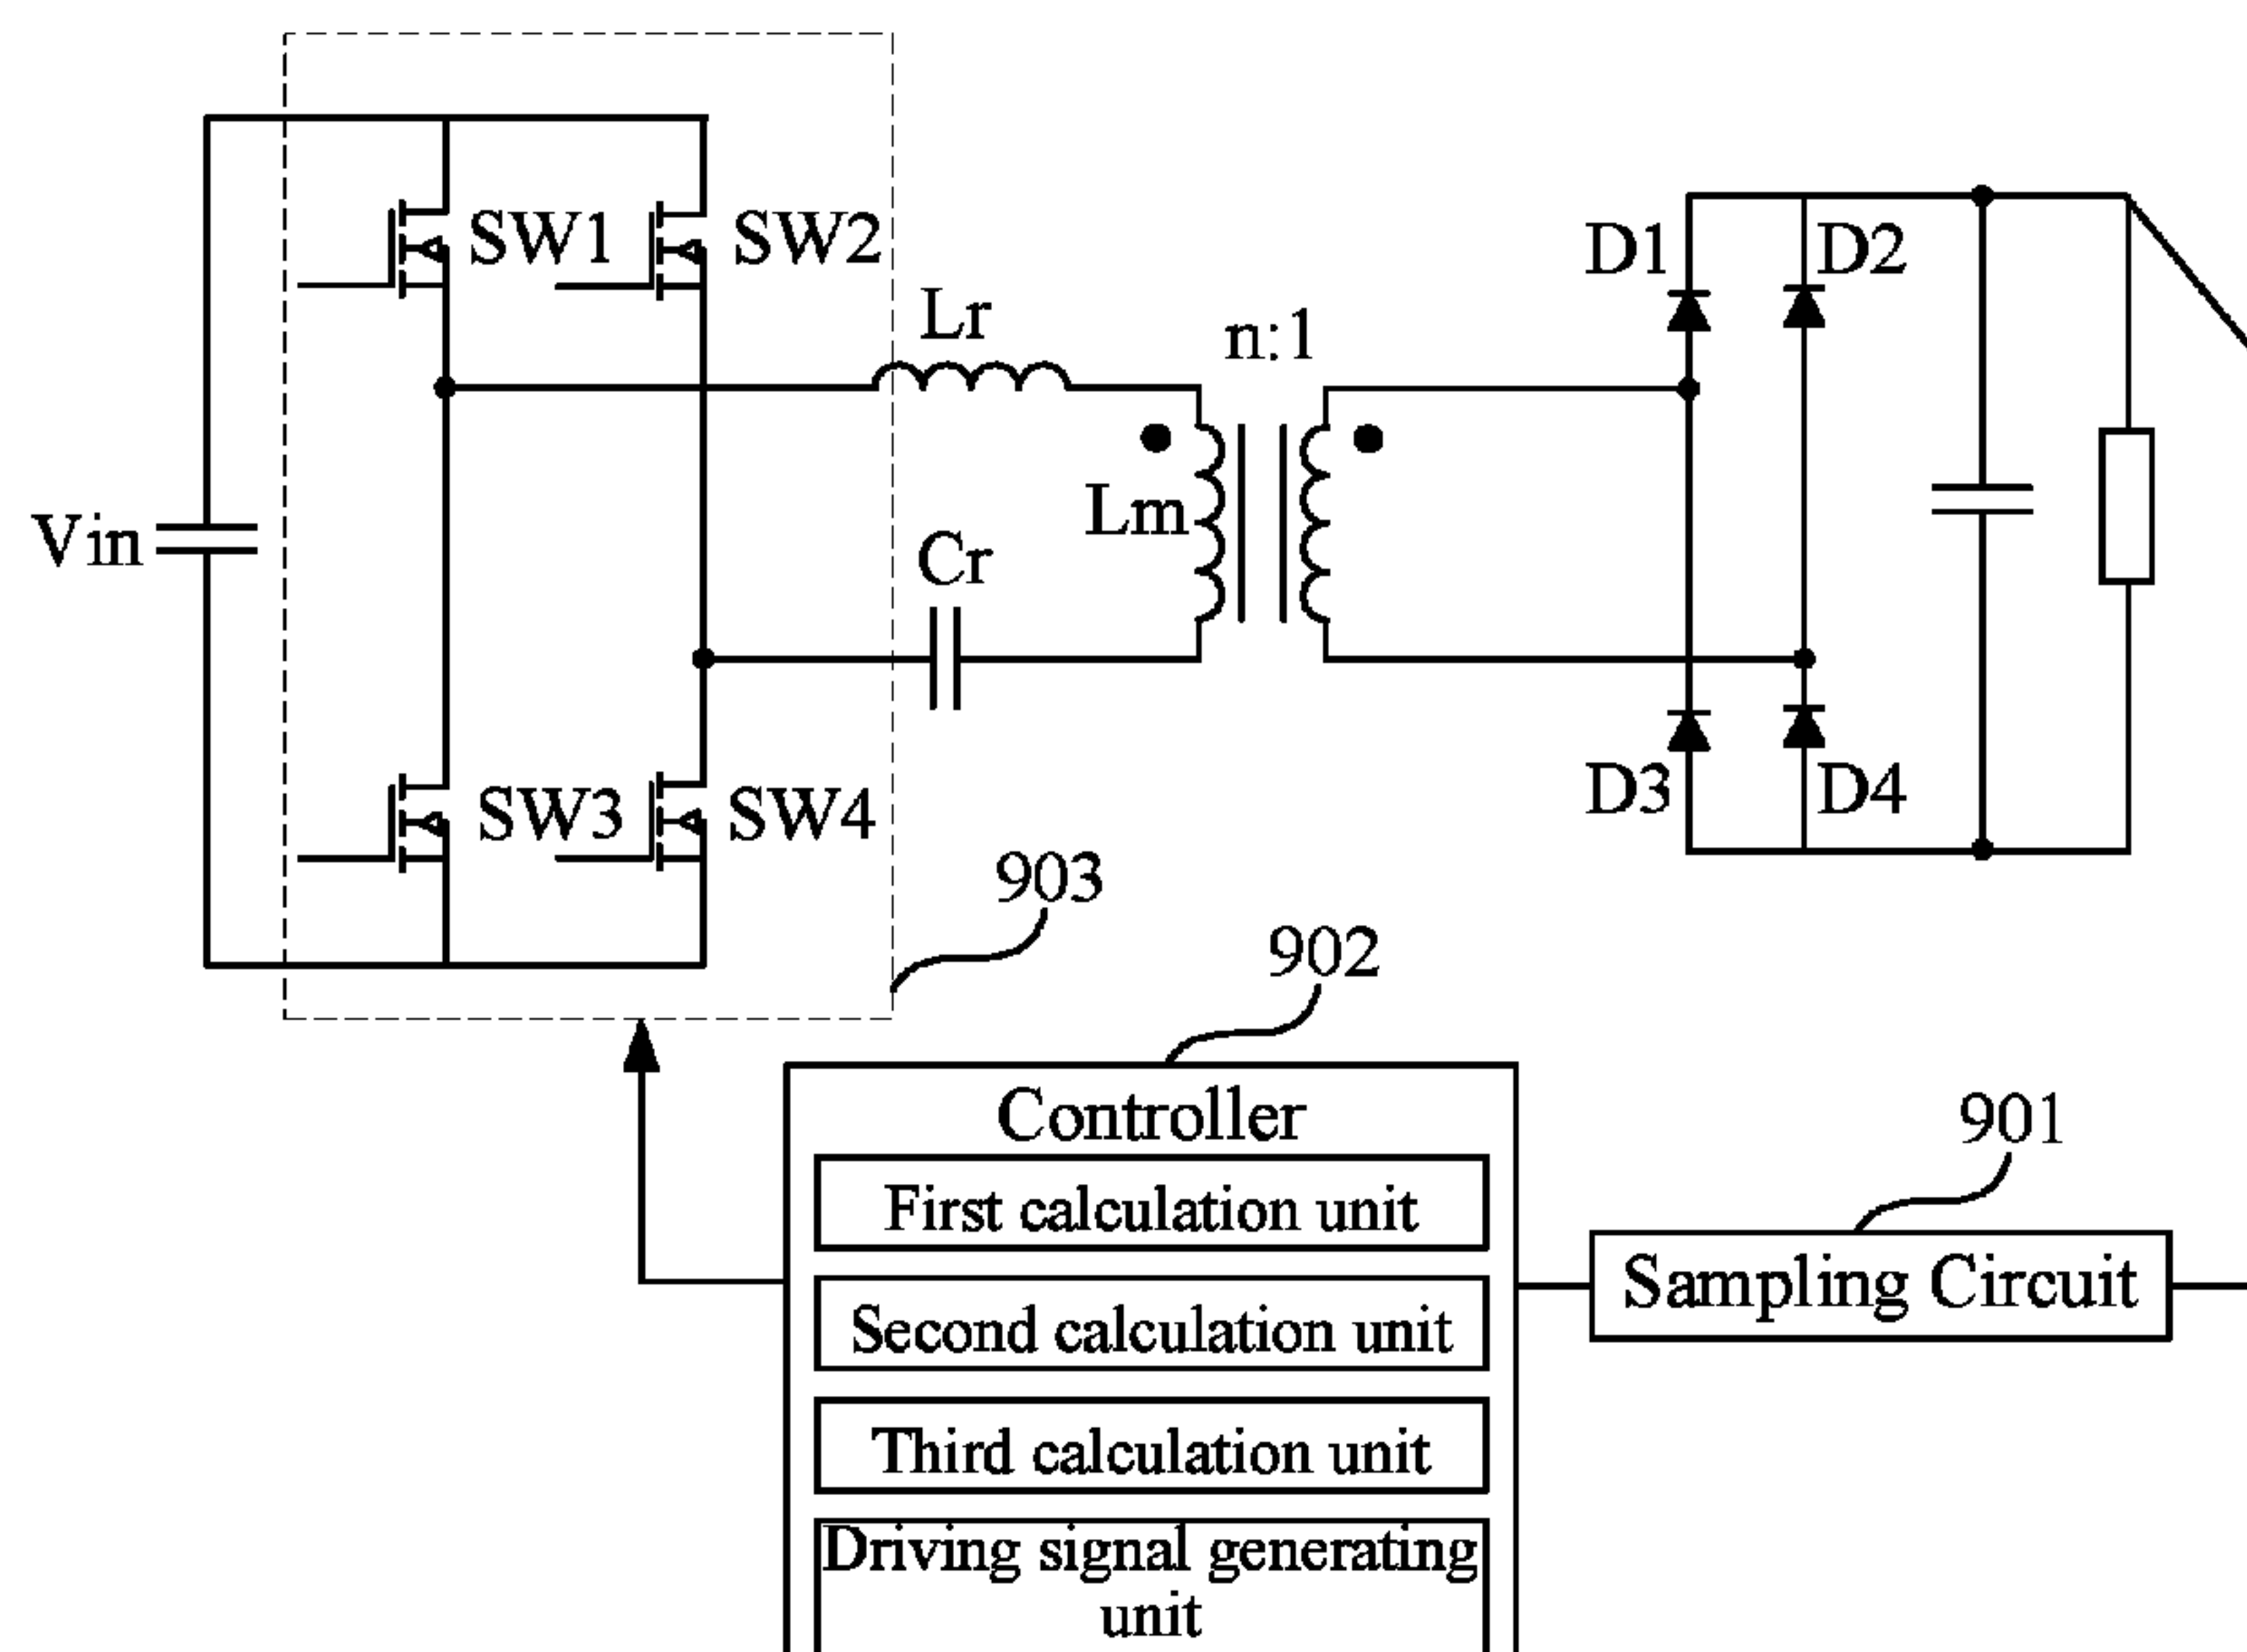 SW1
SW2
Lr
n:1
D1
D2
Vin
Lm
Cr
SW3
SW4
D3
D4
903
902
901
Controller
First calculation unit
Second calculation unit
Third calculation unit
Driving signal generating
unit
Sampling Circuit